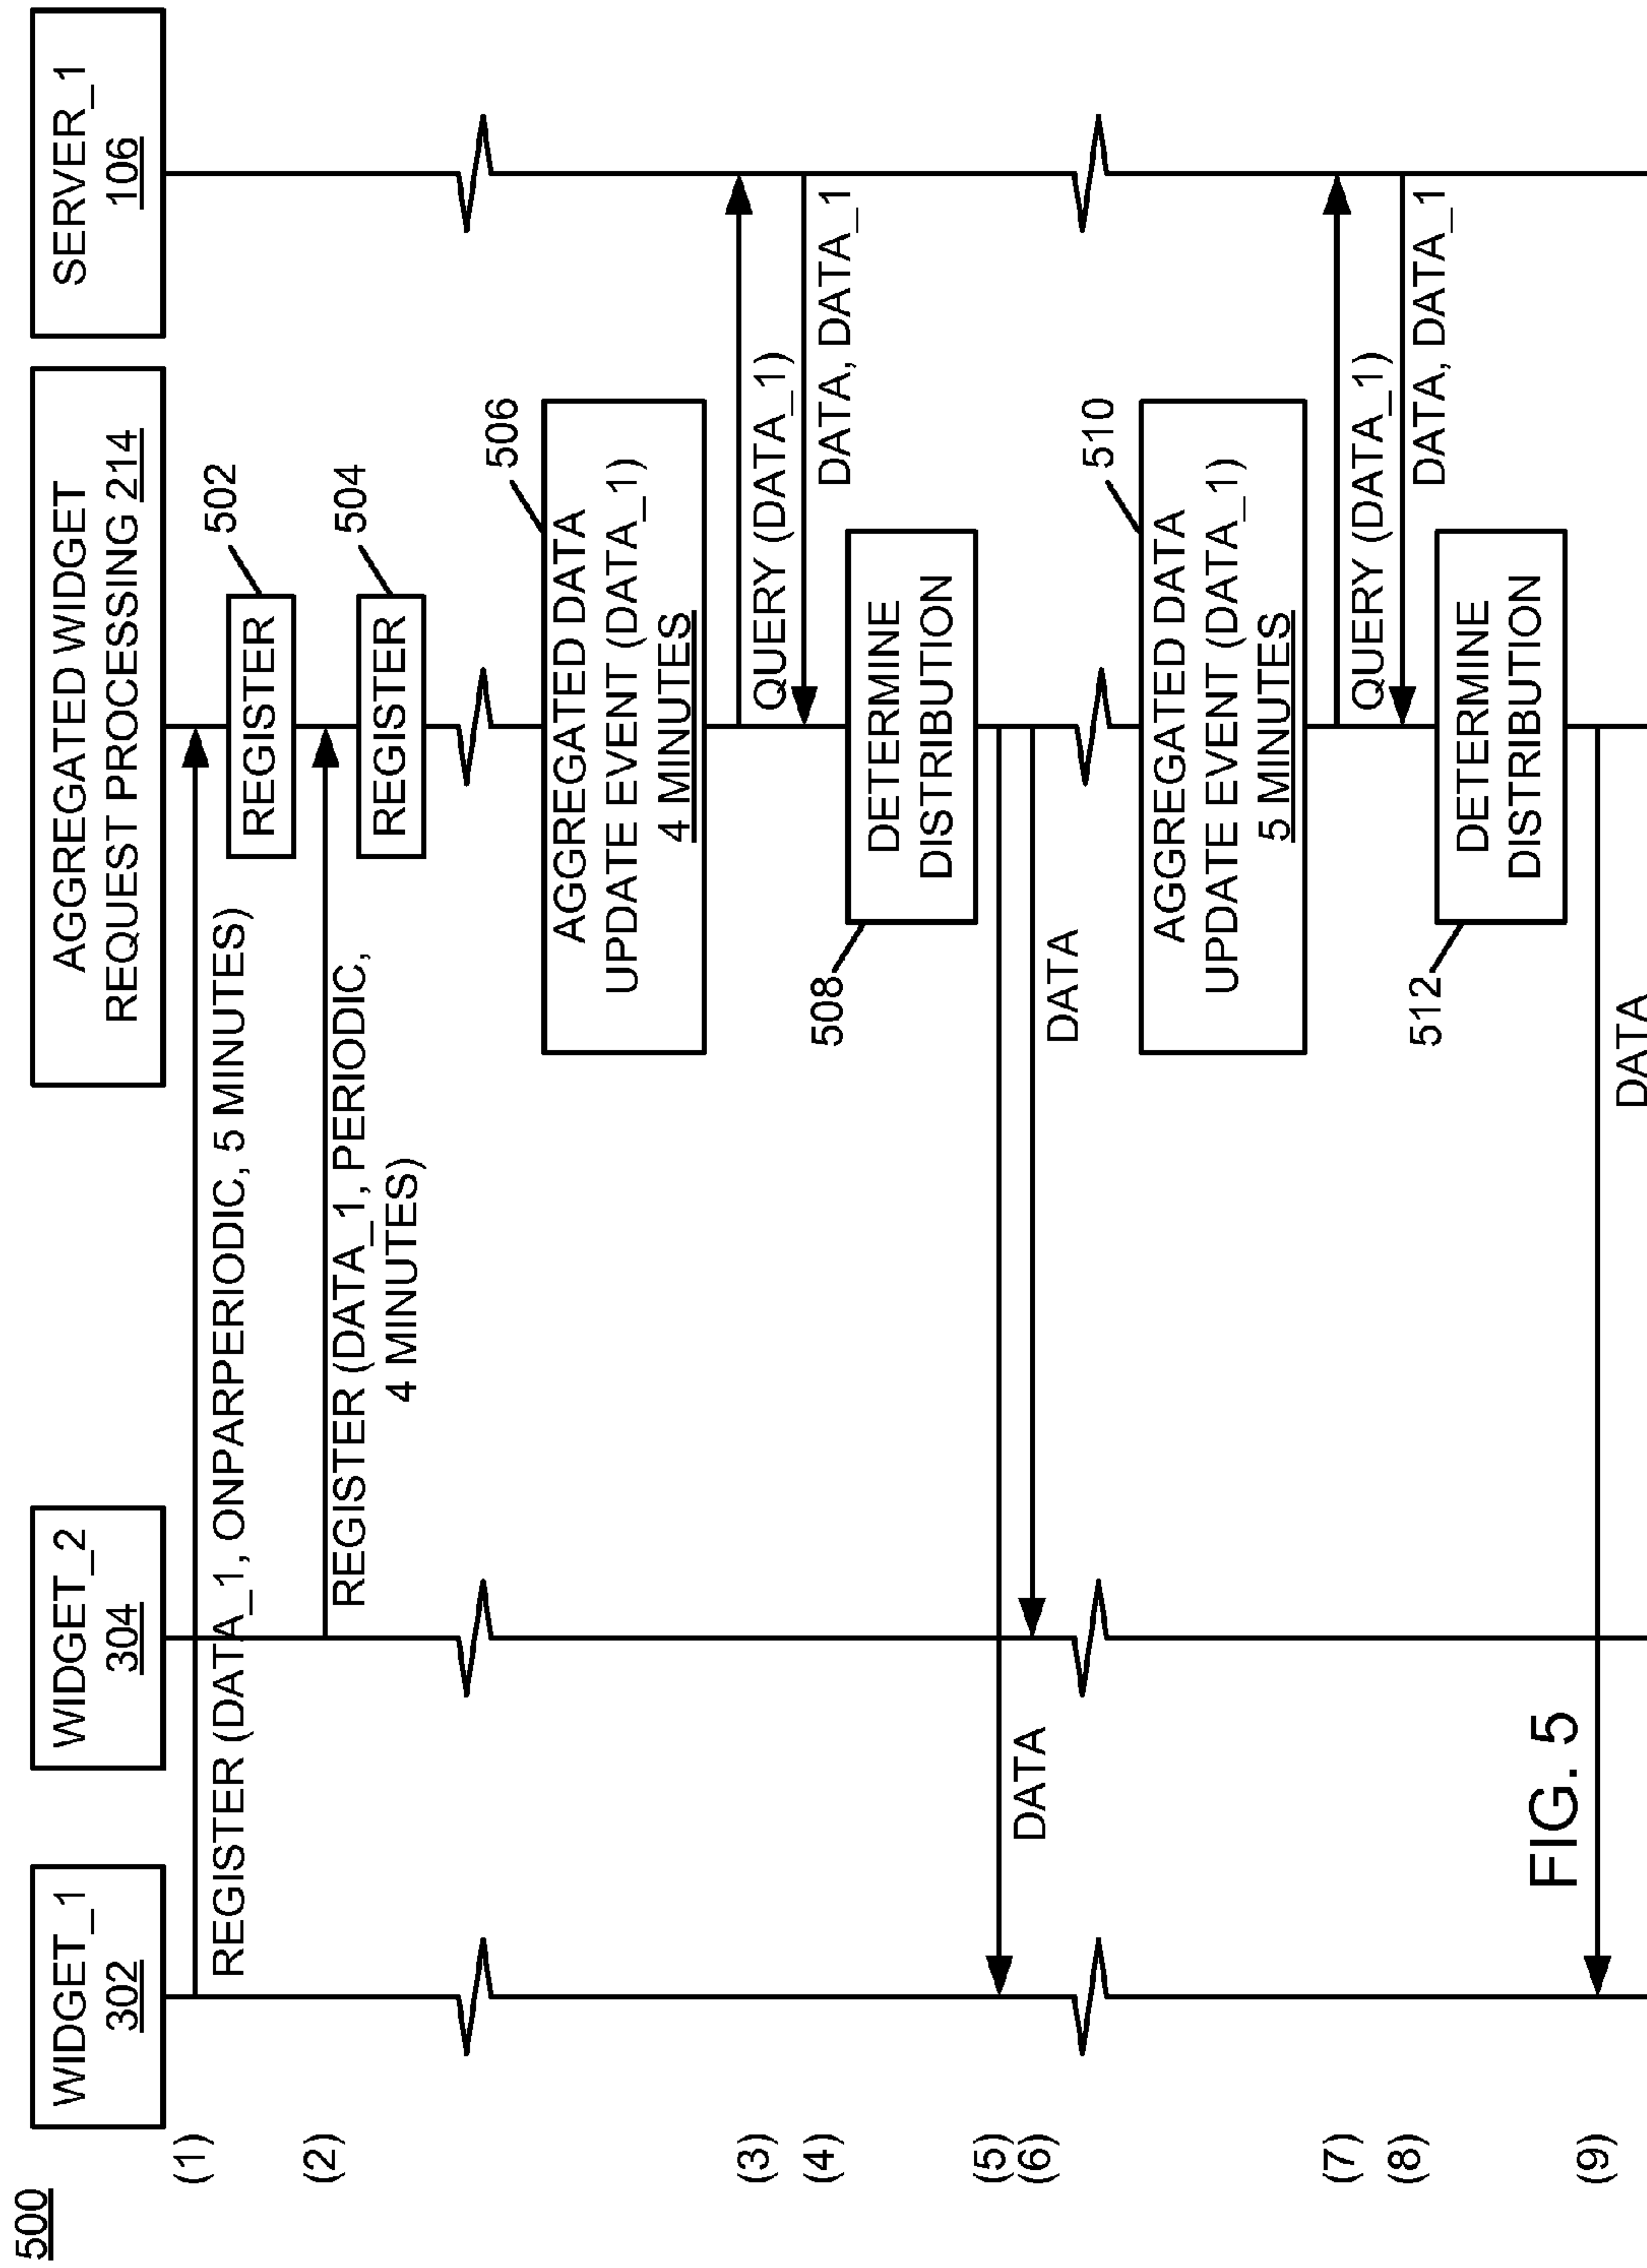 500
WIDGET_1
302
WIDGET_2
304
AGGREGATED WIDGET
REQUEST PROCESSING 214
SERVER_1
106
(1)
REGISTER (DATA_1, ONPARPERIODIC, 5 MINUTES)
REGISTER
502
(2)
REGISTER (DATA_1, PERIODIC,
4 MINUTES)
REGISTER
504
AGGREGATED DATA
UPDATE EVENT (DATA_1)
4 MINUTES
506
(3)
QUERY (DATA_1)
(4)
DATA, DATA_1
DETERMINE
DISTRIBUTION
508
(5)
DATA
(6)
DATA
AGGREGATED DATA
UPDATE EVENT (DATA_1)
5 MINUTES
510
(7)
QUERY (DATA_1)
(8)
DATA, DATA_1
DETERMINE
DISTRIBUTION
512
(9)
DATA
FIG. 5